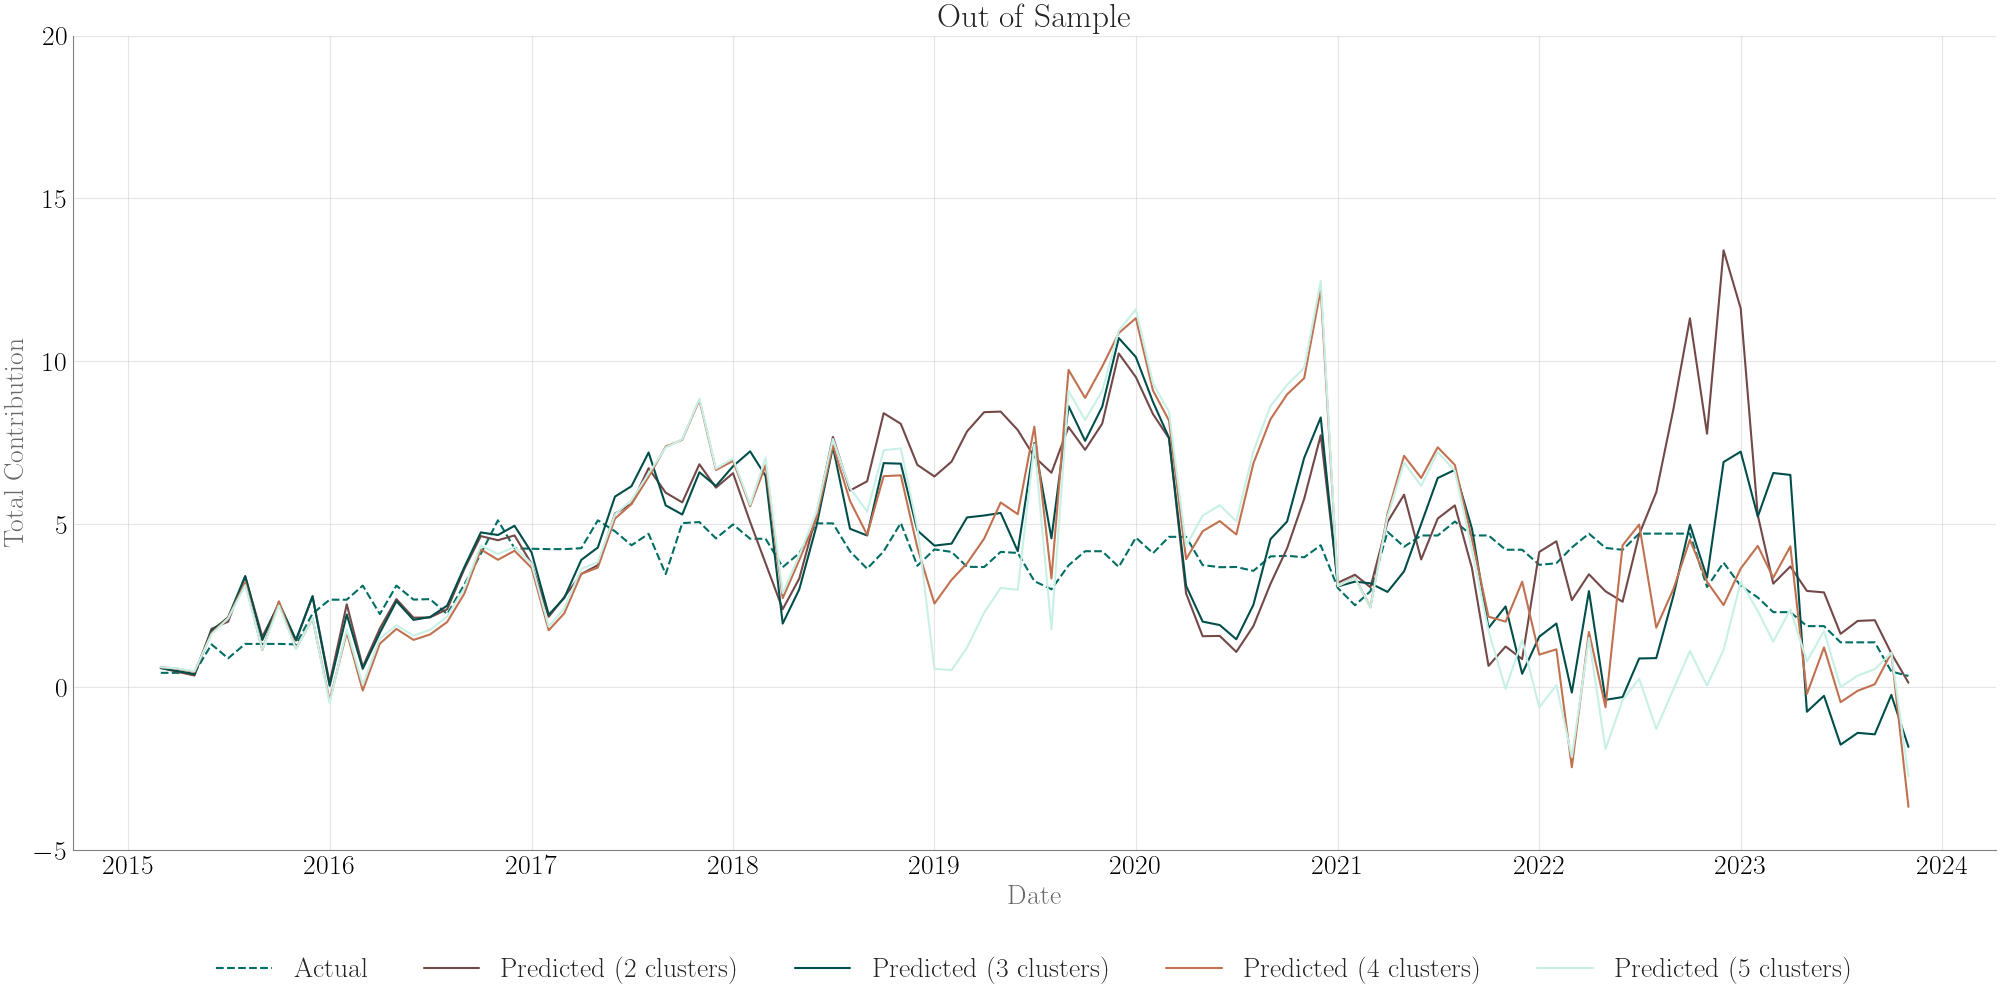 Out of Sample
Total Contribution
20
15
10
5
0
−5
2015 2016 2017 2018 2019 2020 2021 2022 2023 2024
Date
Actual Predicted (2 clusters) Predicted (3 clusters) Predicted (4 clusters) Predicted (5 clusters)